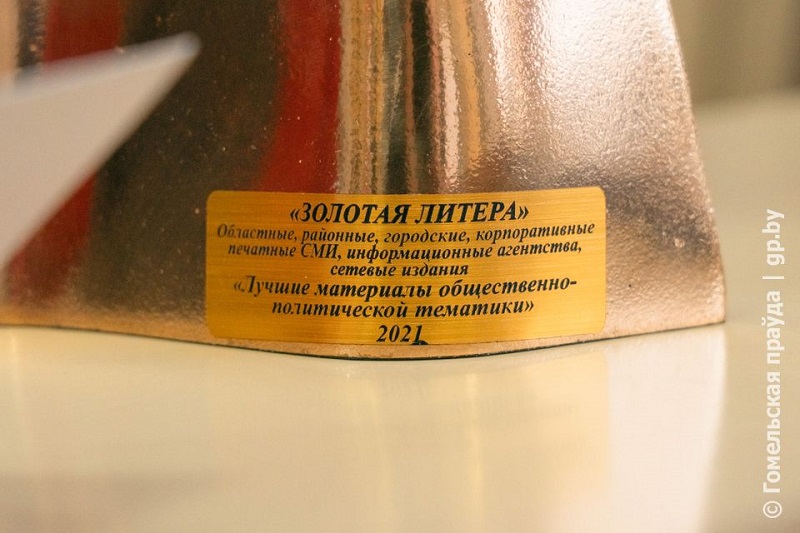 «ЗОЛОТАЯ ЛИТЕРА»
Областные, районные, городские, корпоративные
печатные СМИ, информационные агентства,
сетевые издания
«Лучшие материалы общественно-
политической тематики»
2021
© Гомельская праўда | gp.by